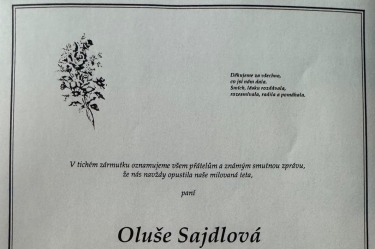 Děkujeme za všechno,
co jsi nám dala.
Smích, lásku rozdávala,
rozesmívala, radila a pomáhala.
V tichém zármutku oznamujeme všem přátelům a známým smutnou zprávu,
že nás navždy opustila naše milovaná teta,
paní
Oluše Sajdlová